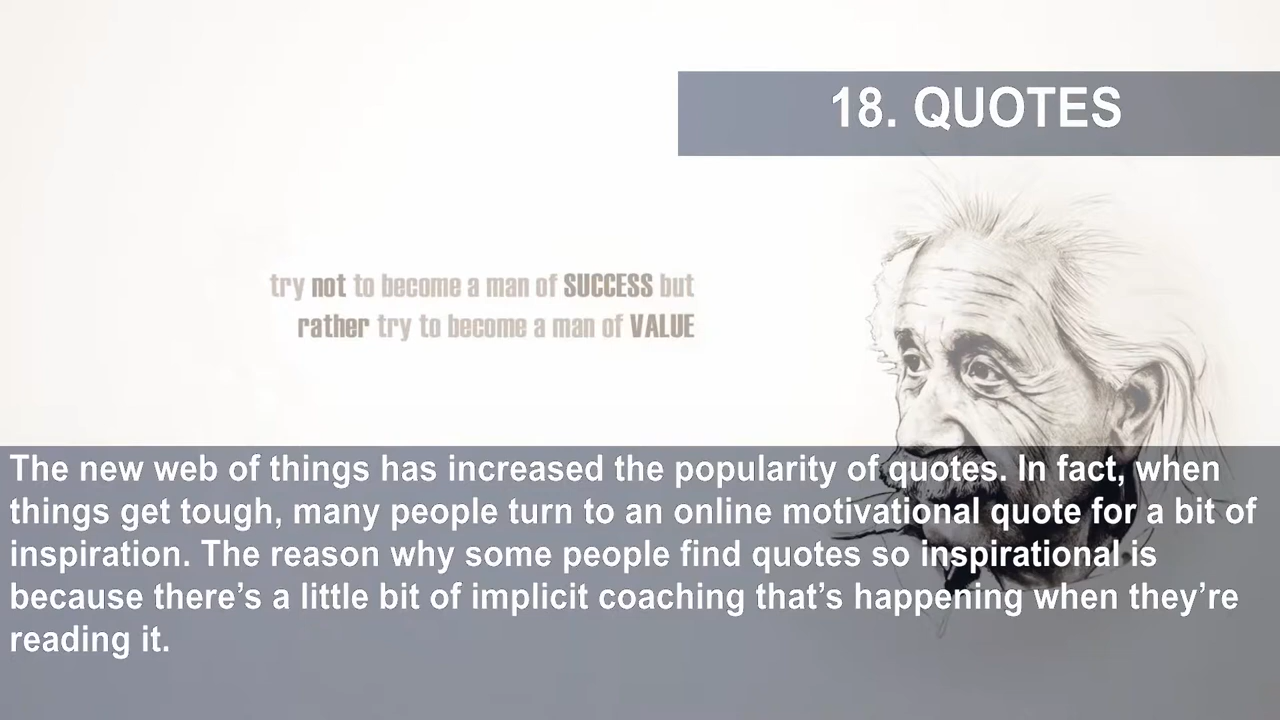 18. QUOTES
try not to become a man of SUCCESS but
rather try to become a man of VALUE
The new web of things has increased the popularity of quotes. In fact, when
things get tough, many people turn to an online motivational quote for a bit of
inspiration. The reason why some people find quotes so inspirational is
because there’s a little bit of implicit coaching that’s happening when they’re
reading it.